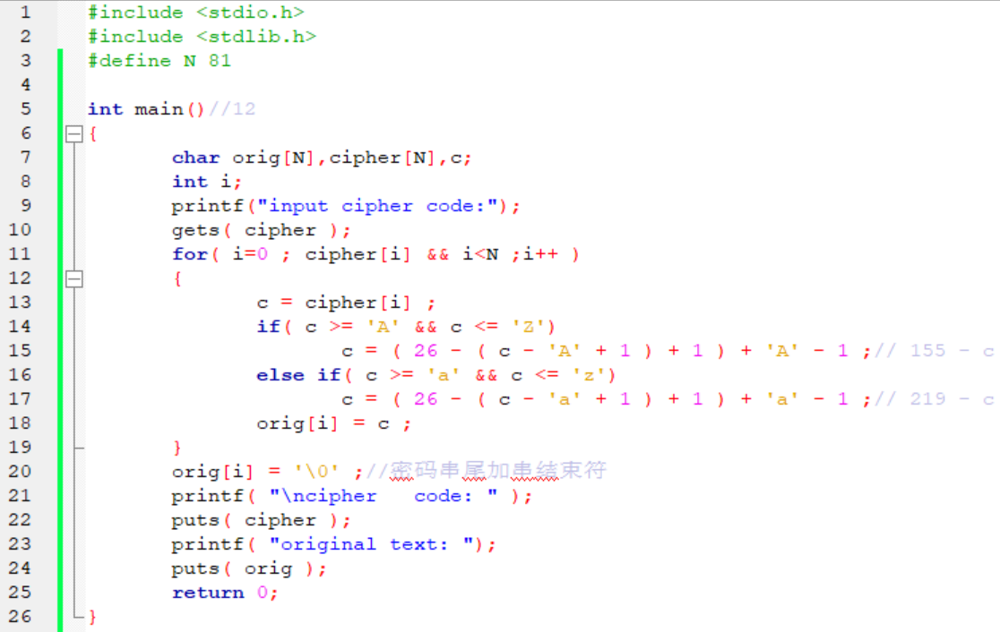 1 #include <stdio.h>
2 #include <stdlib.h>
3 #define N 81
4
5 int main()//12
6 {
7 char orig[N],cipher[N],c;
8 int i;
9 printf("input cipher code:");
10 gets( cipher );
11 for( i=0 ; cipher[i] && i<N ;i++ )
12 {
13 c = cipher[i] ;
14 if( c >= 'A' && c <= 'Z')
15 c = ( 26 - ( c - 'A' + 1 ) + 1 ) + 'A' - 1 ;// 155 - c
16 else if( c >= 'a' && c <= 'z')
17 c = ( 26 - ( c - 'a' + 1 ) + 1 ) + 'a' - 1 ;// 219 - c
18 orig[i] = c ;
19 }
20 orig[i] = '\0' ;//密码串尾加串结束符
21 printf( "\ncipher   code: " );
22 puts( cipher );
23 printf( "original text: ");
24 puts( orig );
25 return 0;
26 }